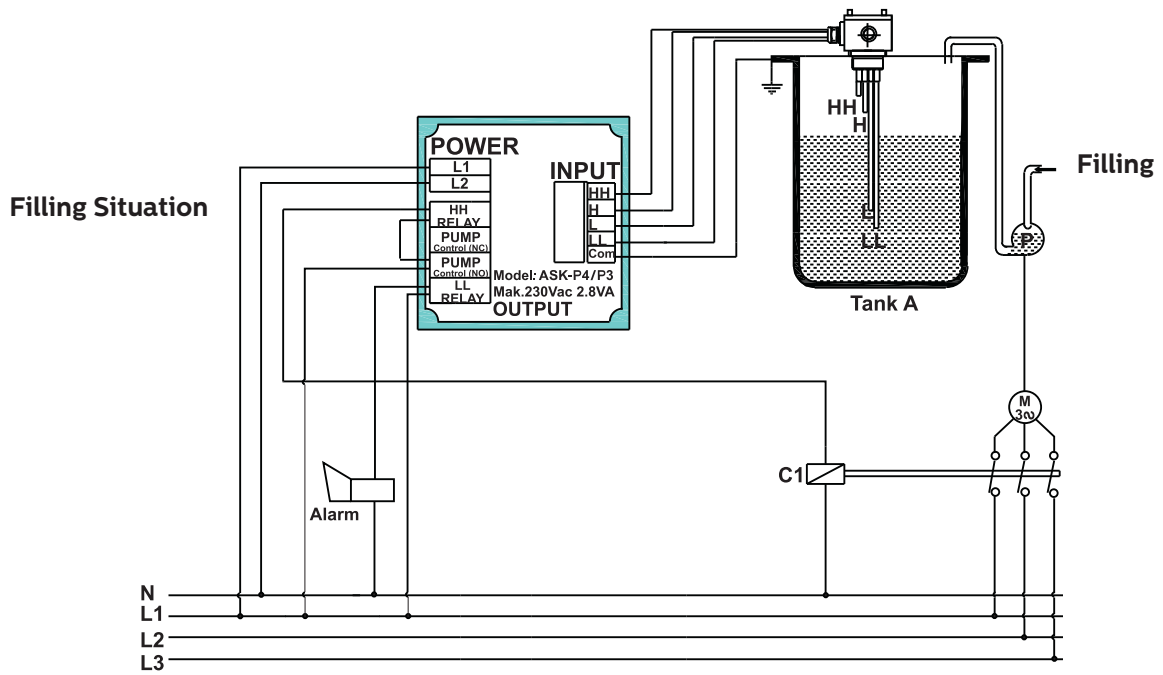 Filling Situation
POWER
L1
L2
HH
RELAY
PUMP
Control (NC)
PUMP
Control (NO)
LL
RELAY
INPUT
HH
H
L
LL
Com
Model: ASK-P4/P3
Mak.230Vac 2.8VA
OUTPUT
HH
H
L
LL
Tank A
Filling
P
M
3
C1
Alarm
N
L1
L2
L3